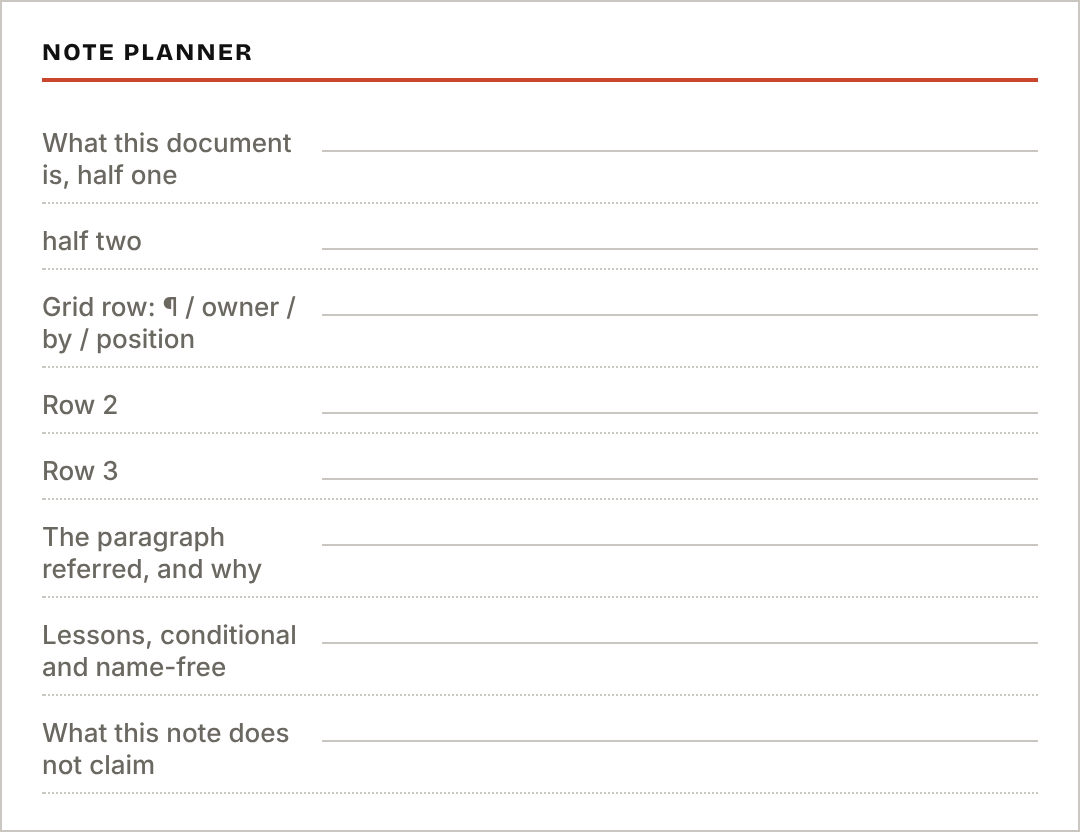 NOTE PLANNER
What this document
is, half one
half two
Grid row: ¶ / owner /
by / position
Row 2
Row 3
The paragraph
referred, and why
Lessons, conditional
and name-free
What this note does
not claim